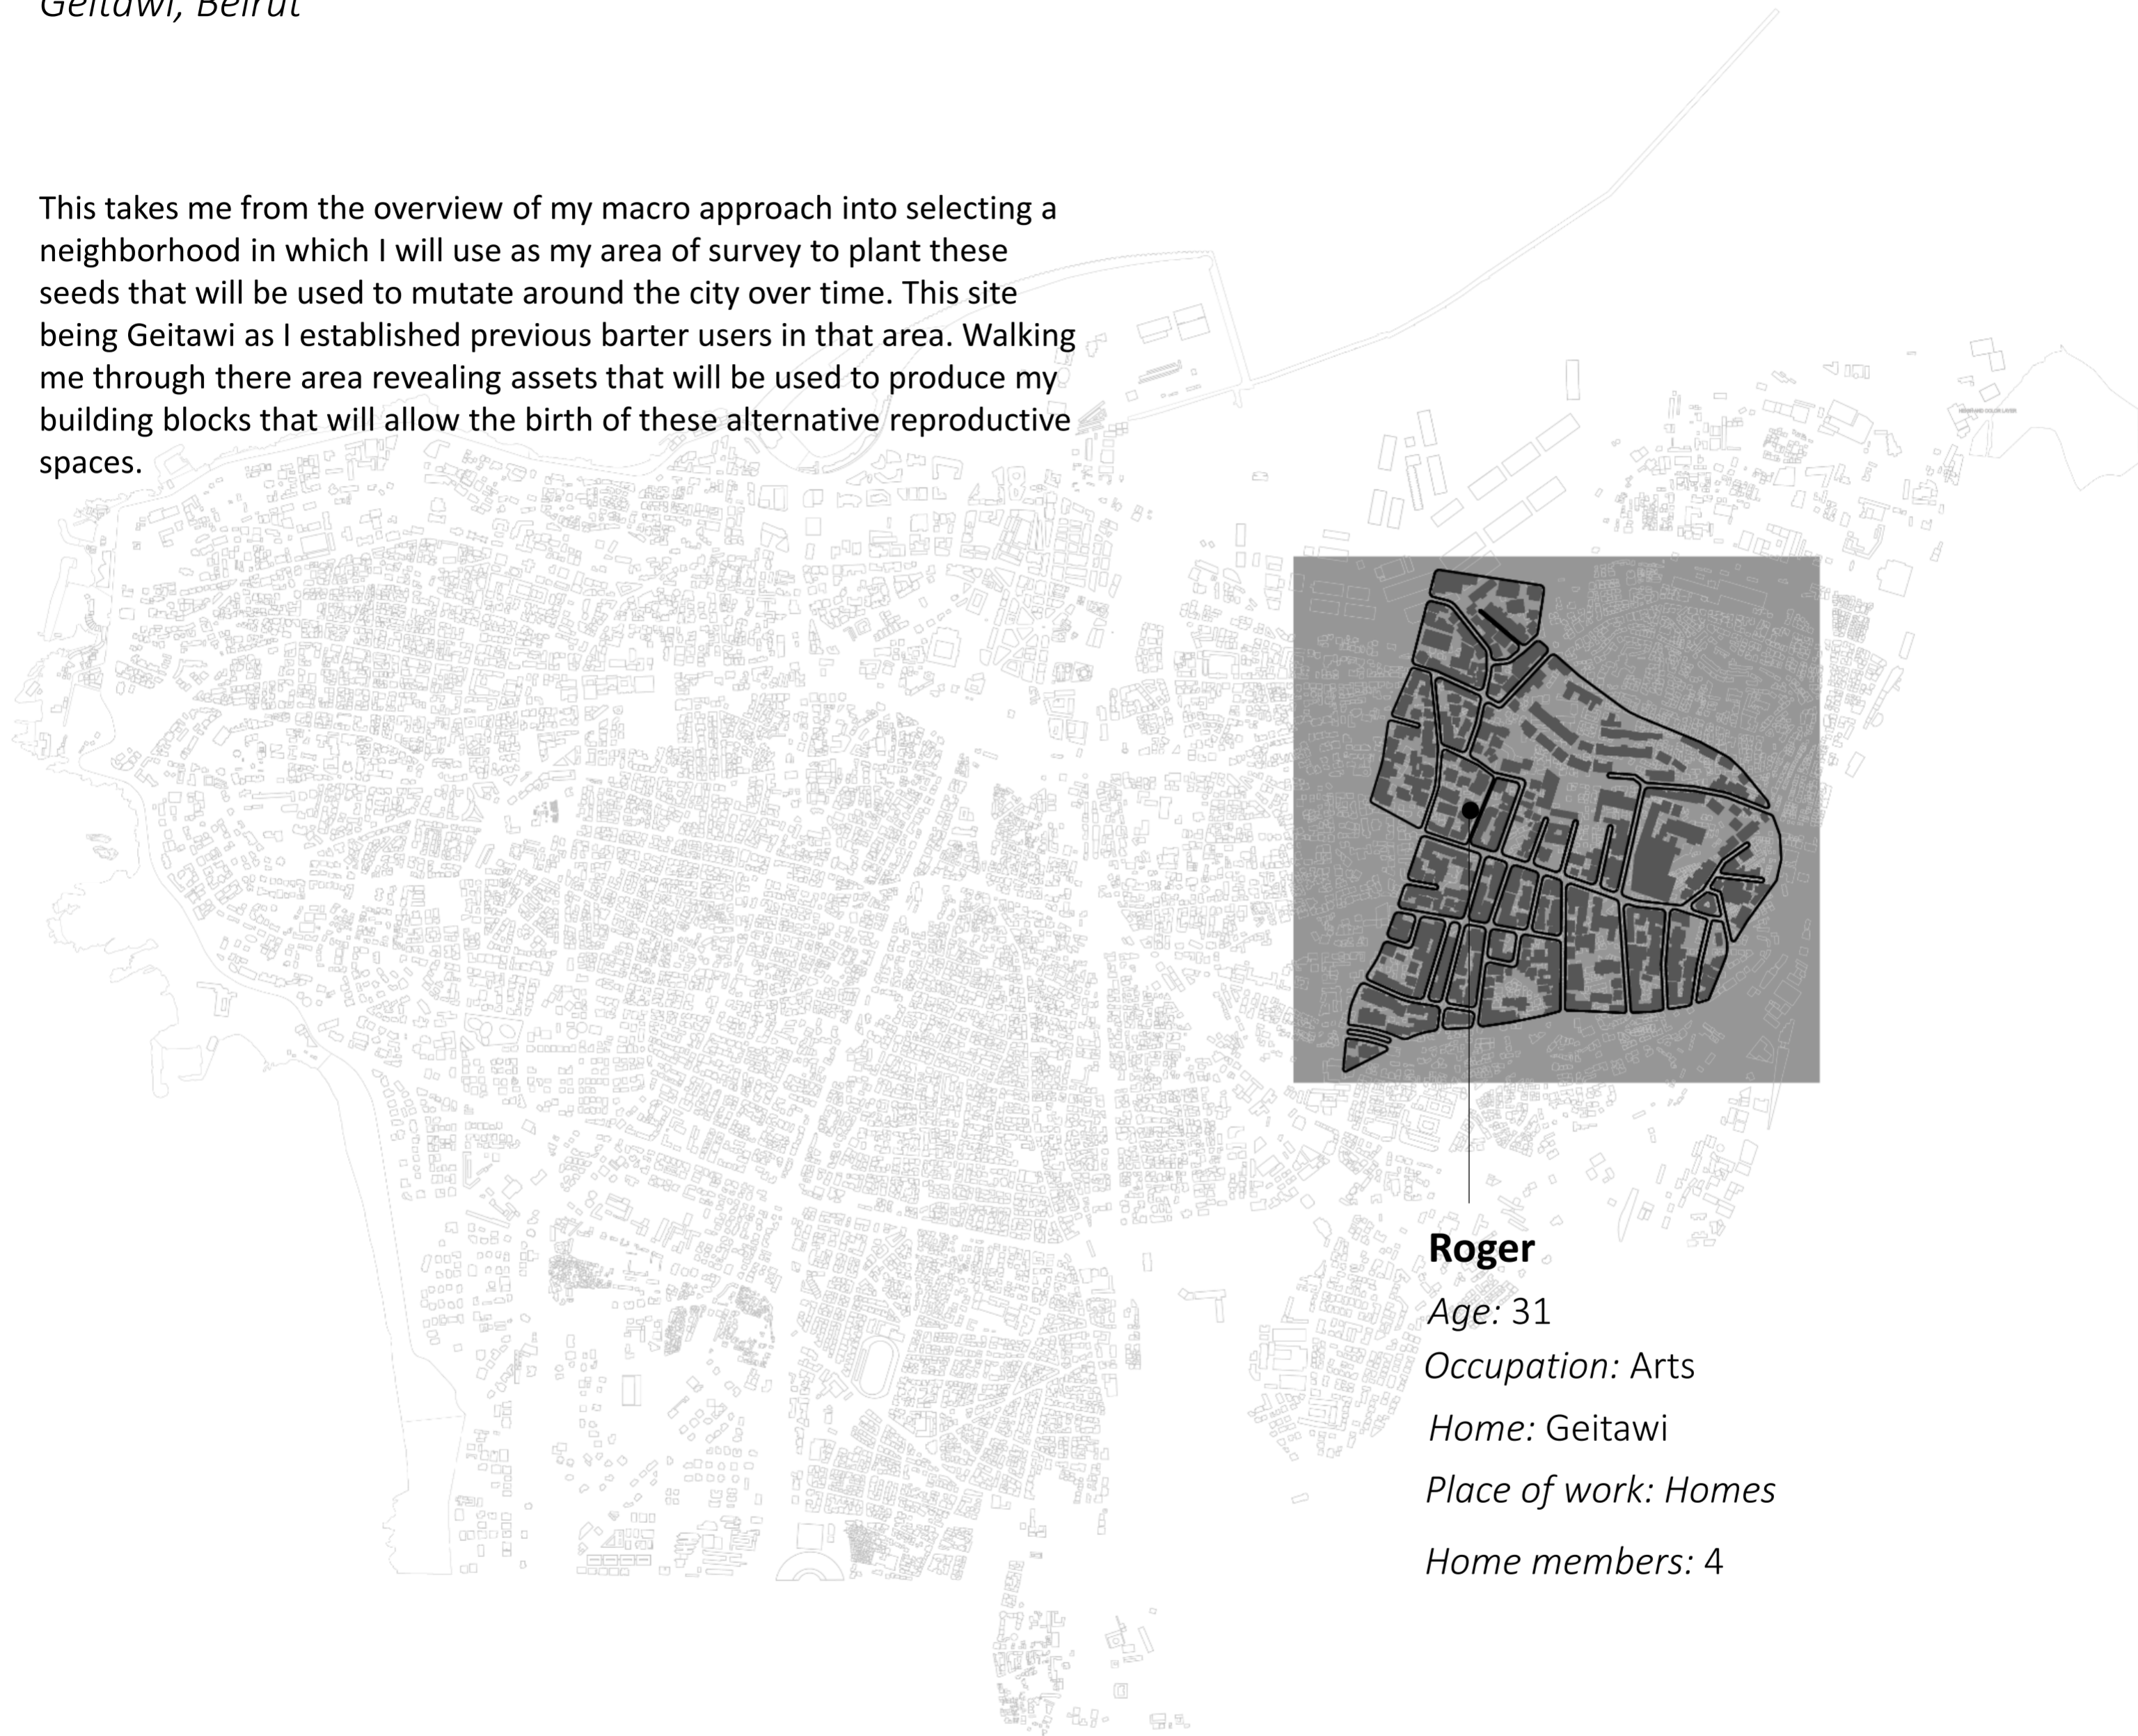 Geitawi, Beirut
This takes me from the overview of my macro approach into selecting a
neighborhood in which I will use as my area of survey to plant these
seeds that will be used to mutate around the city over time. This site
being Geitawi as I established previous barter users in that area. Walking
me through there area revealing assets that will be used to produce my
building blocks that will allow the birth of these alternative reproductive
spaces.
Roger
Age: 31
Occupation: Arts
Home: Geitawi
Place of work: Homes
Home members: 4